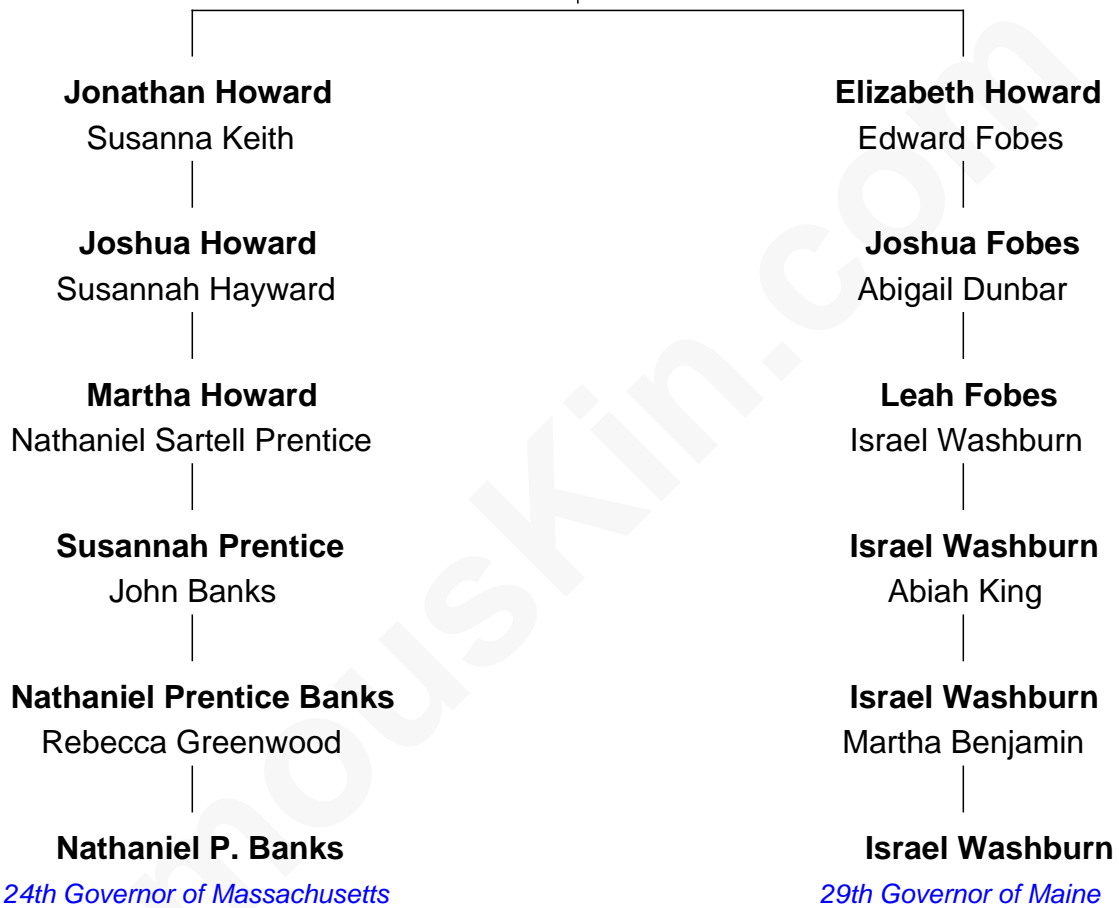 Jonathan Howard
Susanna Keith
Elizabeth Howard
Edward Fobes
Joshua Howard
Susannah Hayward
Joshua Fobes
Abigail Dunbar
Martha Howard
Nathaniel Sartell Prentice
Leah Fobes
Israel Washburn
Susannah Prentice
John Banks
Israel Washburn
Abiah King
Nathaniel Prentice Banks
Rebecca Greenwood
Israel Washburn
Martha Benjamin
Nathaniel P. Banks
24th Governor of Massachusetts
Israel Washburn
29th Governor of Maine
mousKin.com